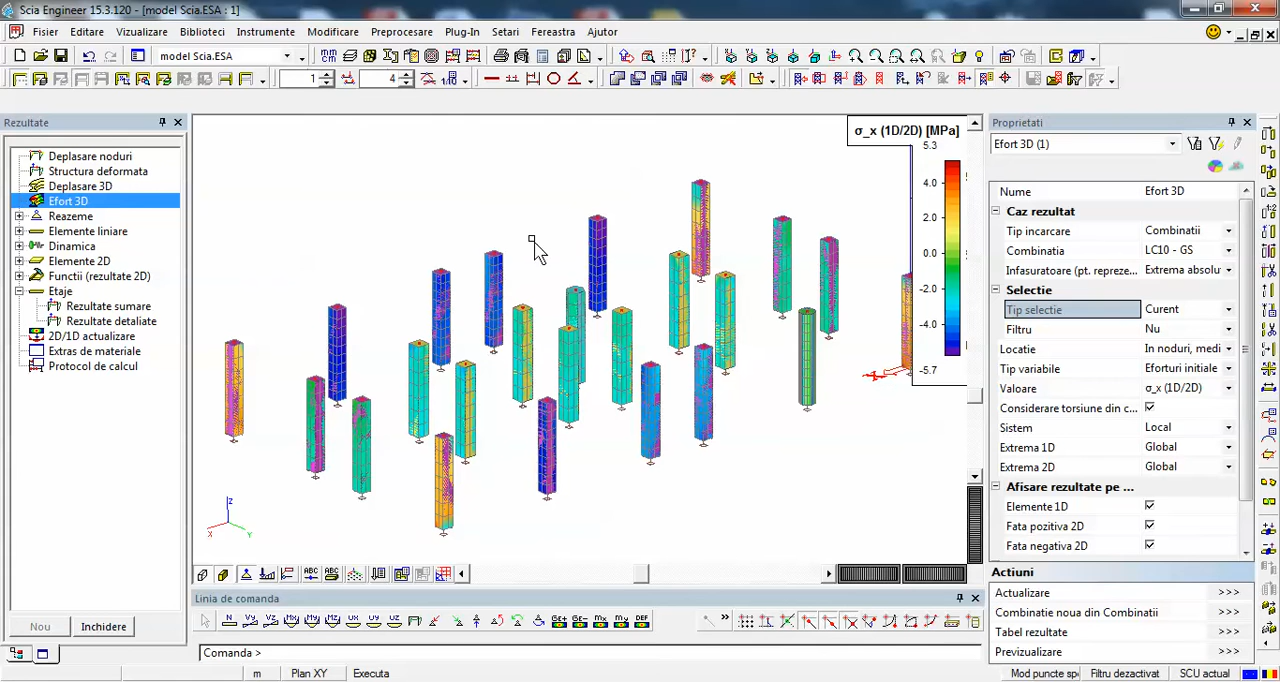 Scia Engineer 15.3.120 - [model Scia.ESA : 1]
Fisier Editare Vizualizare Biblioteci Instrumente Modificare Preprocesare Plug-In Setari Fereastra Ajutor
model Scia.ESA
1 4
Rezultate
Deplasare noduri
Structura deformata
Deplasare 3D
Efort 3D
Reazeme
Elemente liniare
Dinamica
Elemente 2D
Functii (rezultate 2D)
Etaje
Rezultate sumare
Rezultate detaliate
2D/1D actualizare
Extras de materiale
Protocol de calcul
Nou Inchidere
σ_x (1D/2D) [MPa]
5.3
4.0
2.0
0.0
-2.0
-4.0
-5.7
Z
X Y
ABC
Linia de comanda
Comanda >
m Plan XY Executa Mod puncte spe Filtru dezactivat SCU actual
Proprietati
Efort 3D (1)
Nume Efort 3D
Caz rezultat
Tip incarcare Combinatii
Combinatia LC10 - GS
Infasuratoare (pt. repreze... Extrema absolu
Selectie
Tip selectie Curent
Filtru Nu
Locatie In noduri, medi
Tip variabile Eforturi initiale
Valoare σ_x (1D/2D)
Considerare torsiune din c...
Sistem Local
Extrema 1D Global
Extrema 2D Global
Afisare rezultate pe ...
Elemente 1D
Fata pozitiva 2D
Fata negativa 2D
Actiuni
Actualizare >>>
Combinatie noua din Combinatii >>>
Tabel rezultate >>>
Previzualizare >>>